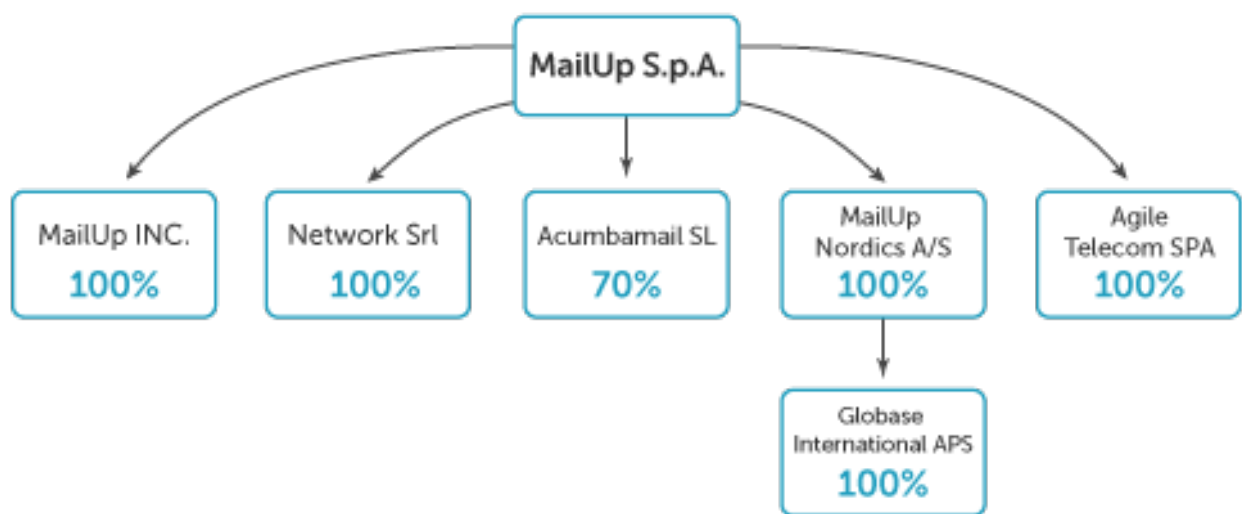 MailUp S.p.A.
MailUp INC.
100%
Network Srl
100%
Acumbamail SL
70%
MailUp
Nordics A/S
100%
Agile
Telecom SPA
100%
Globase
International APS
100%